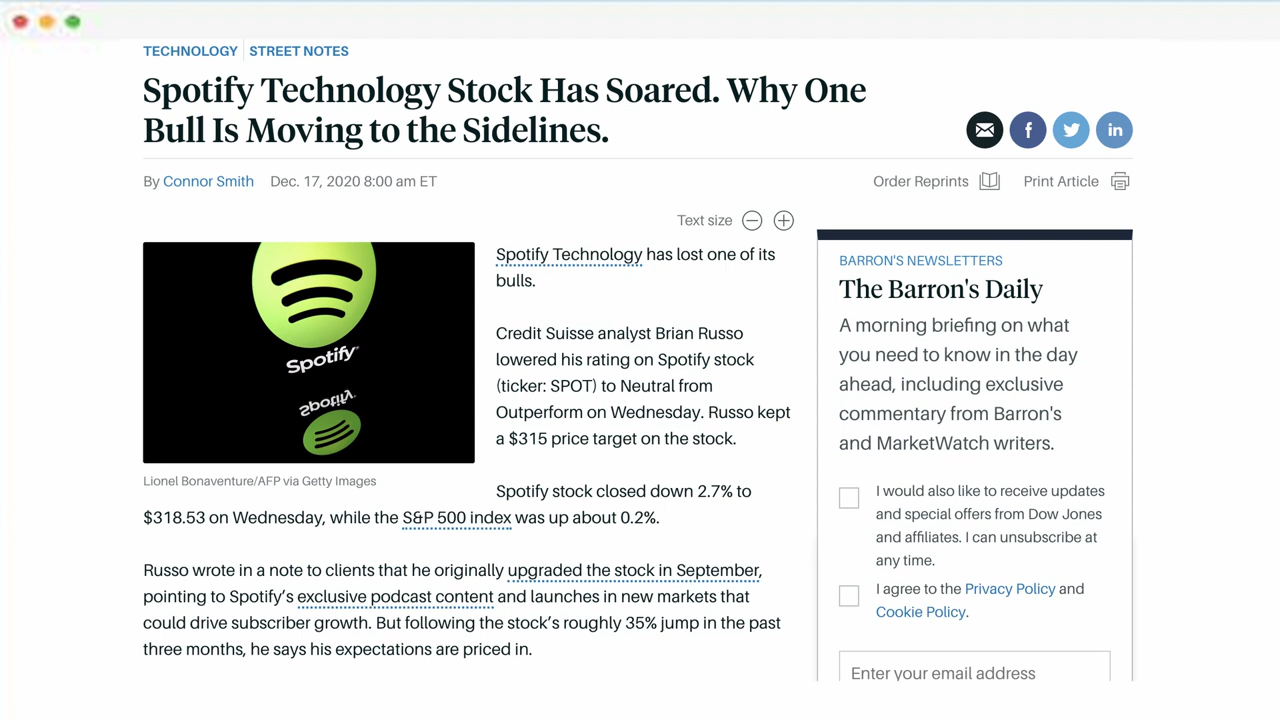 TECHNOLOGY STREET NOTES
Spotify Technology Stock Has Soared. Why One
Bull Is Moving to the Sidelines.
f
in
By Connor Smith Dec. 17, 2020 8:00 am ET
Order Reprints
Print Article
Text size
Spotify
Spotify
Lionel Bonaventure/AFP via Getty Images
Spotify Technology has lost one of its
bulls.
Credit Suisse analyst Brian Russo
lowered his rating on Spotify stock
(ticker: SPOT) to Neutral from
Outperform on Wednesday. Russo kept
a $315 price target on the stock.
Spotify stock closed down 2.7% to
$318.53 on Wednesday, while the S&P 500 index was up about 0.2%.
Russo wrote in a note to clients that he originally upgraded the stock in September,
pointing to Spotify’s exclusive podcast content and launches in new markets that
could drive subscriber growth. But following the stock’s roughly 35% jump in the past
three months, he says his expectations are priced in.
BARRON'S NEWSLETTERS
The Barron's Daily
A morning briefing on what
you need to know in the day
ahead, including exclusive
commentary from Barron's
and MarketWatch writers.
I would also like to receive updates
and special offers from Dow Jones
and affiliates. I can unsubscribe at
any time.
I agree to the Privacy Policy and
Cookie Policy.
Enter your email address